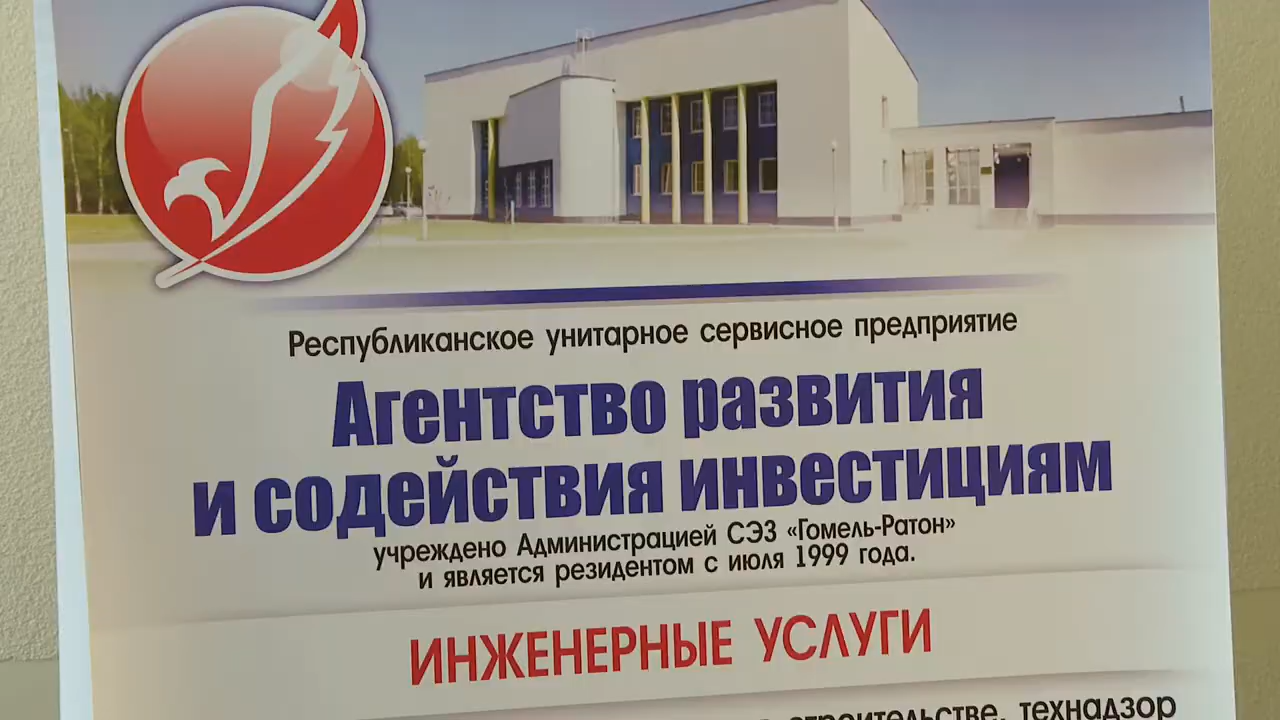 Республиканское унитарное сервисное предприятие
Агентство развития
и содействия инвестициям
учреждено Администрацией СЭЗ «Гомель-Ратон»
и является резидентом с июля 1999 года.
ИНЖЕНЕРНЫЕ УСЛУГИ
строительстве, технадзор